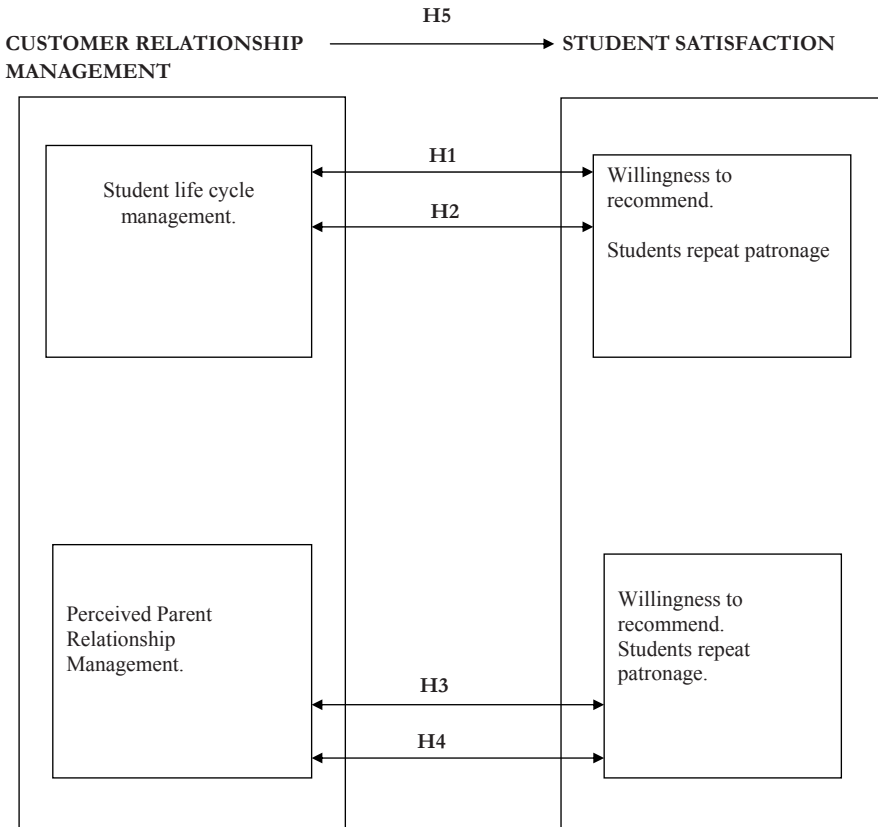 H5
CUSTOMER RELATIONSHIP
MANAGEMENT
STUDENT SATISFACTION
H1
Student life cycle
management.
Willingness to
recommend.
H2
Students repeat patronage
Perceived Parent
Relationship
Management.
Willingness to
recommend.
Students repeat
patronage.
H3
H4